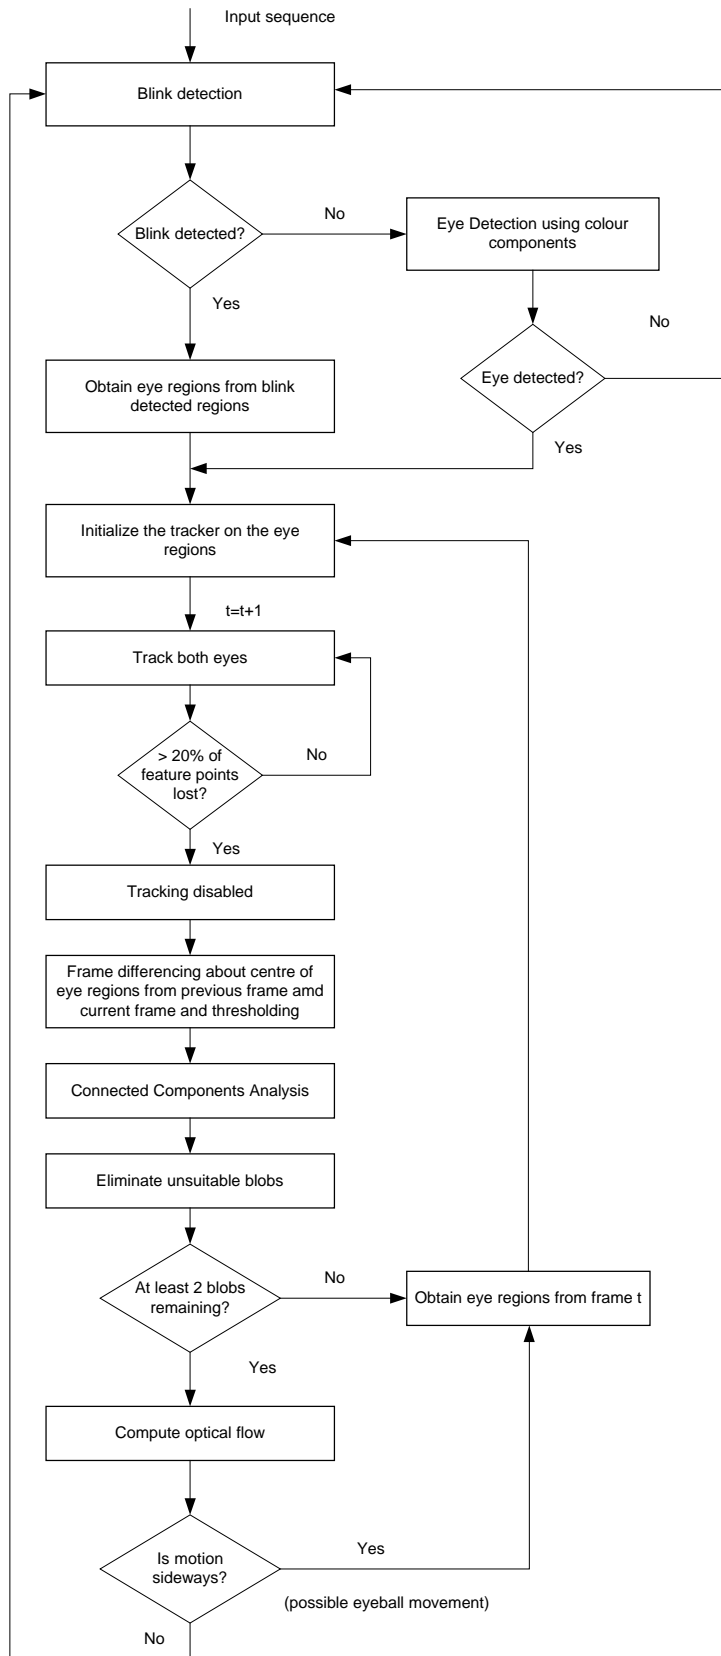 Input sequence
Blink detection
Blink detected?
No
Eye Detection using colour
components
Yes
No
Eye detected?
Obtain eye regions from blink
detected regions
Yes
Initialize the tracker on the eye
regions
t=t+1
Track both eyes
> 20% of
feature points
lost?
No
Yes
Tracking disabled
Frame differencing about centre of
eye regions from previous frame amd
current frame and thresholding
Connected Components Analysis
Eliminate unsuitable blobs
At least 2 blobs
remaining?
No
Obtain eye regions from frame t
Yes
Compute optical flow
Is motion
sideways?
Yes
(possible eyeball movement)
No